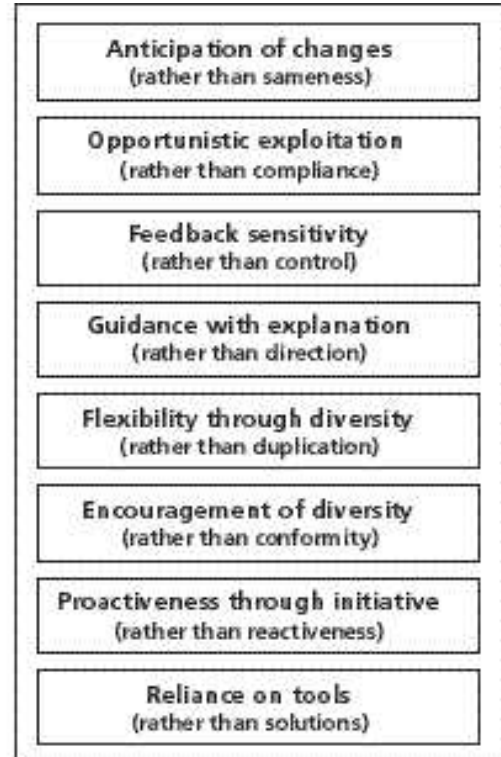 Anticipation of changes
(rather than sameness)
Opportunistic exploitation
(rather than compliance)
Feedback sensitivity
(rather than control)
Guidance with explanation
(rather than direction)
Flexibility through diversity
(rather than duplication)
Encouragement of diversity
(rather than conformity)
Proactiveness through initiative
(rather than reactiveness)
Reliance on tools
(rather than solutions)